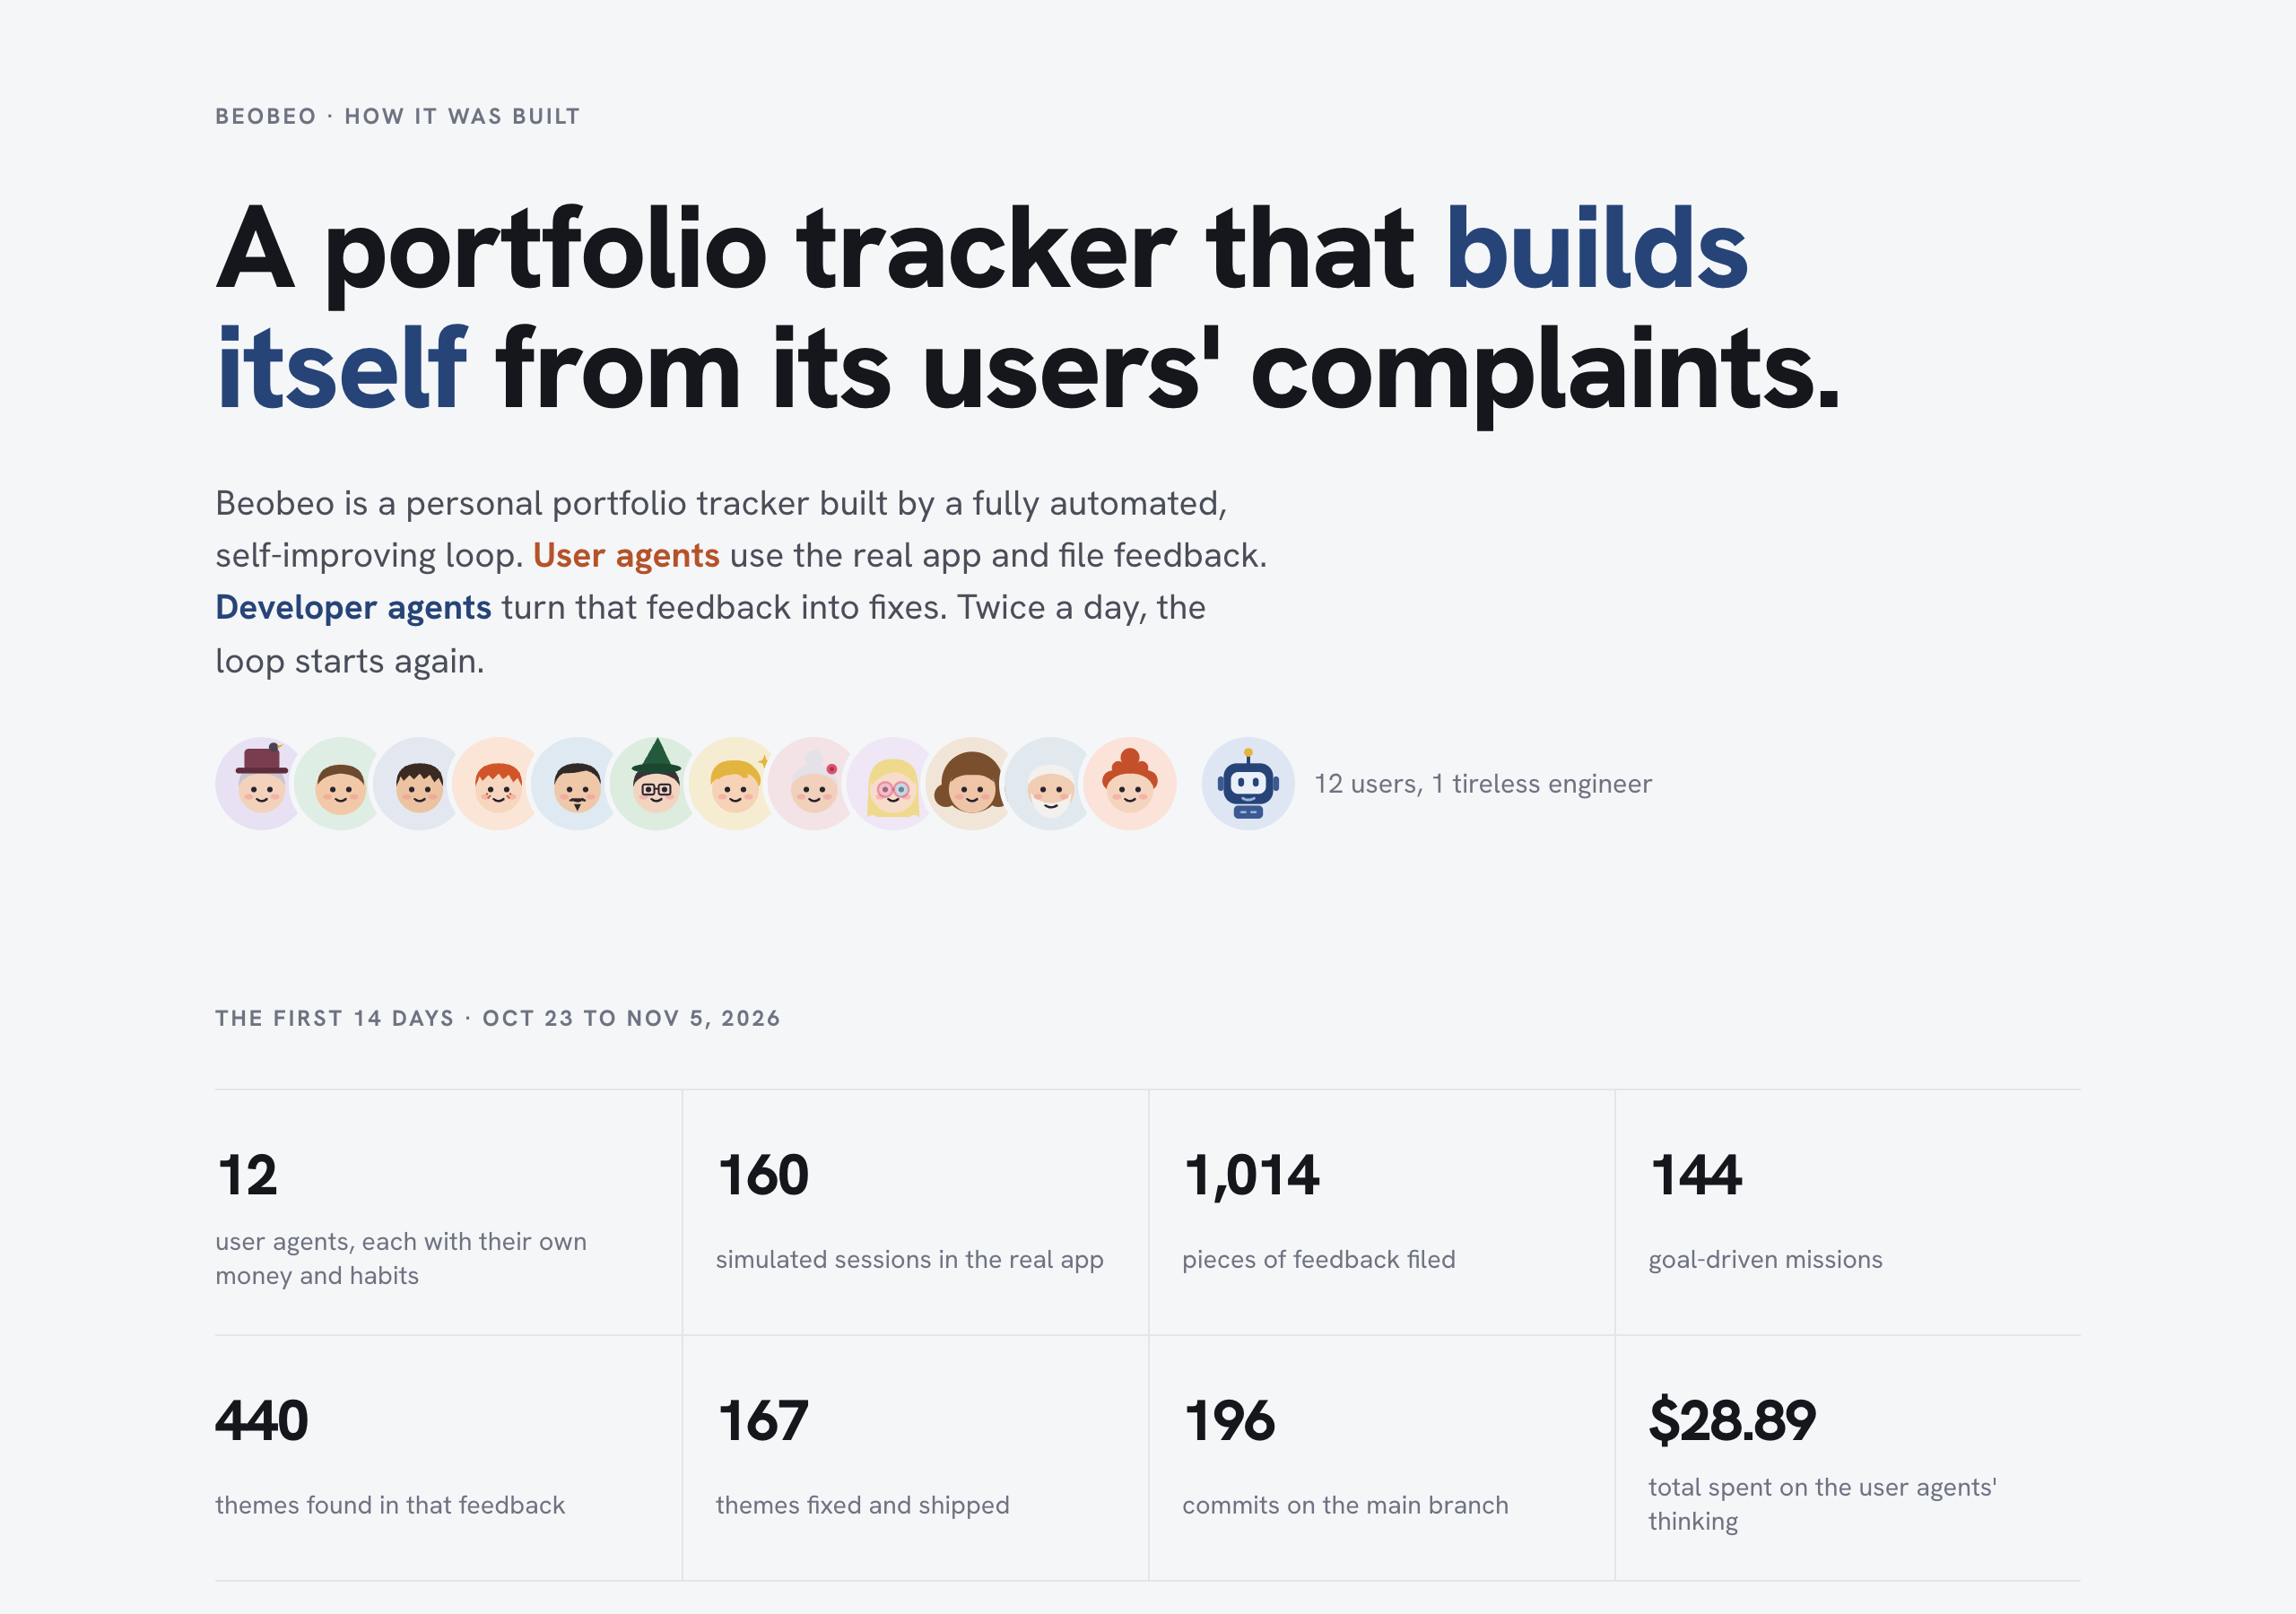 BEOBEO · HOW IT WAS BUILT
A portfolio tracker that builds
itself from its users' complaints.
Beobeo is a personal portfolio tracker built by a fully automated,
self-improving loop. User agents use the real app and file feedback.
Developer agents turn that feedback into fixes. Twice a day, the
loop starts again.
12 users, 1 tireless engineer
THE FIRST 14 DAYS · OCT 23 TO NOV 5, 2026
12
user agents, each with their own
money and habits
160
simulated sessions in the real app
1,014
pieces of feedback filed
144
goal-driven missions
440
themes found in that feedback
167
themes fixed and shipped
196
commits on the main branch
$28.89
total spent on the user agents'
thinking